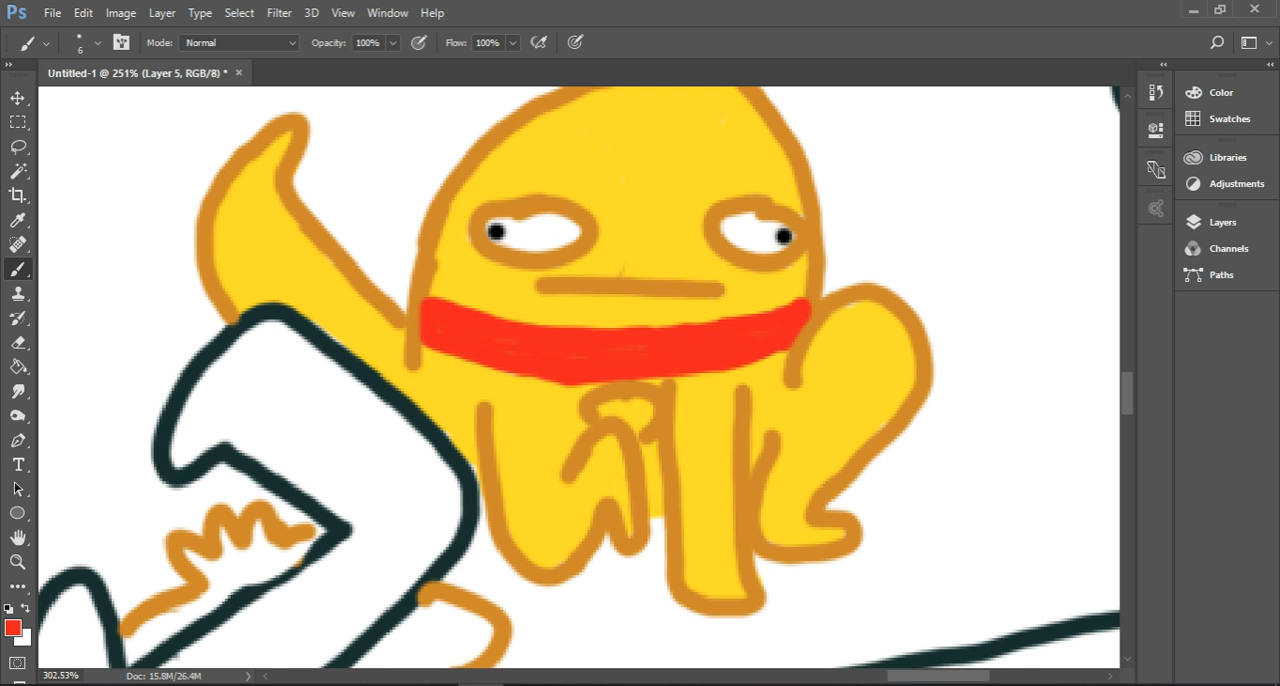 Ps File Edit Image Layer Type Select Filter 3D View Window Help
6 Mode: Normal Opacity: 100% Flow: 100%
Untitled-1 @ 251% (Layer 5, RGB/8) * ×
Color
Swatches
Libraries
Adjustments
Layers
Channels
Paths
302.53% Doc: 15.8M/26.4M